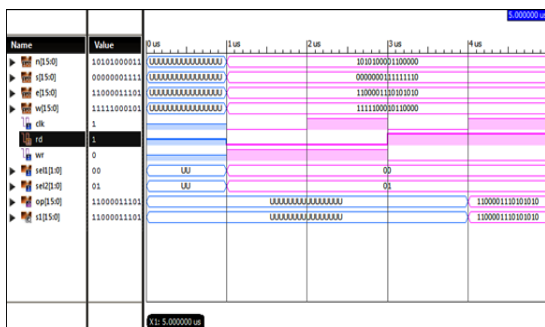 5.000000 us
Name Value 0 us 1 us 2 us 3 us 4 us
n[15:0] 10101000011 UUUUUUUUUUUUUUUU 1010100001100000
s[15:0] 00000001111 UUUUUUUUUUUUUUUU 0000000111111110
e[15:0] 11000011101 UUUUUUUUUUUUUUUU 1100001110101010
w[15:0] 11111000101 UUUUUUUUUUUUUUUU 1111100010110000
clk 1
rd 1
wr 0
sel1[1:0] 00 UU 00
sel2[1:0] 01 UU 01
op[15:0] 11000011101 UUUUUUUUUUUUUUUU 1100001110101010
s1[15:0] 11000011101 UUUUUUUUUUUUUUUU 1100001110101010
X1: 5.000000 us